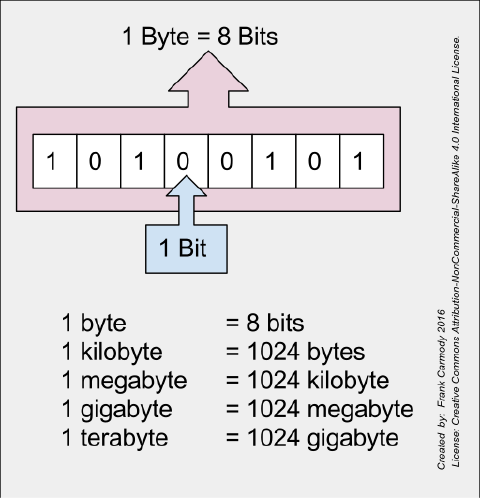 1 Byte = 8 Bits
1 0 1 0 0 1 0 1
1 Bit
1 byte = 8 bits
1 kilobyte = 1024 bytes
1 megabyte = 1024 kilobyte
1 gigabyte = 1024 megabyte
1 terabyte = 1024 gigabyte
Created by: Frank Carmody 2016
License: Creative Commons Attribution-NonCommercial-ShareAlike 4.0 International License.